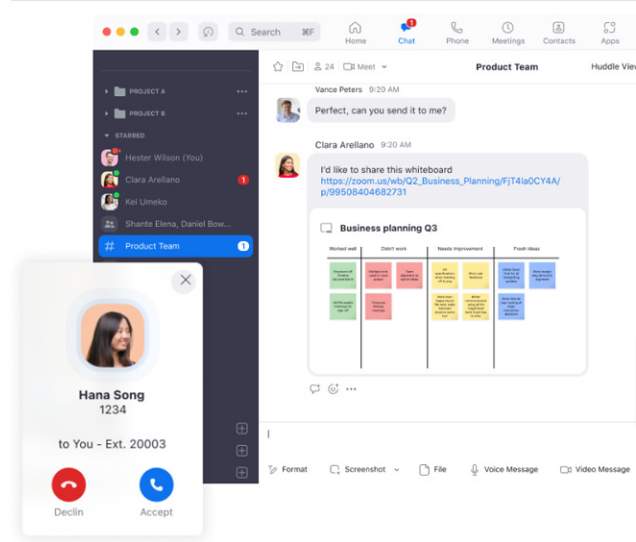 Search ⌘F
1
Home
Chat
Phone
Meetings
Contacts
Apps
24
Meet
Product Team
Huddle View
PROJECT A
PROJECT B
STARRED
Hester Wilson (You)
Clara Arellano 1
Kei Umeko
Shante Elena, Daniel Bow...
# Product Team 1
Vance Peters 9:20 AM
Perfect, can you send it to me?
Clara Arellano 9:20 AM
I'd like to share this whiteboard
https://zoom.us/wb/Q2_Business_Planning/FjT4la0CY4A/
p/99508404682731
Business planning Q3
Worked well
Didn't work
Needs improvement
Fresh ideas
Format
Screenshot
File
Voice Message
Video Message
Hana Song
1234
to You - Ext. 20003
Declin
Accept